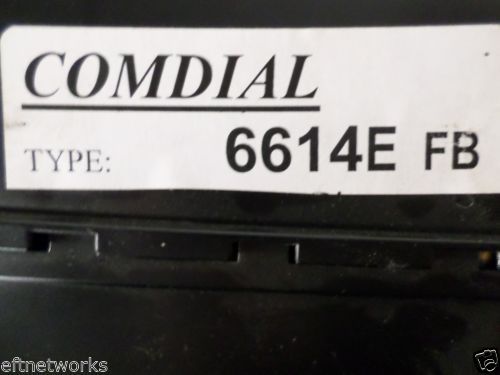 COMDIAL
TYPE: 6614E FB
eftnetworks